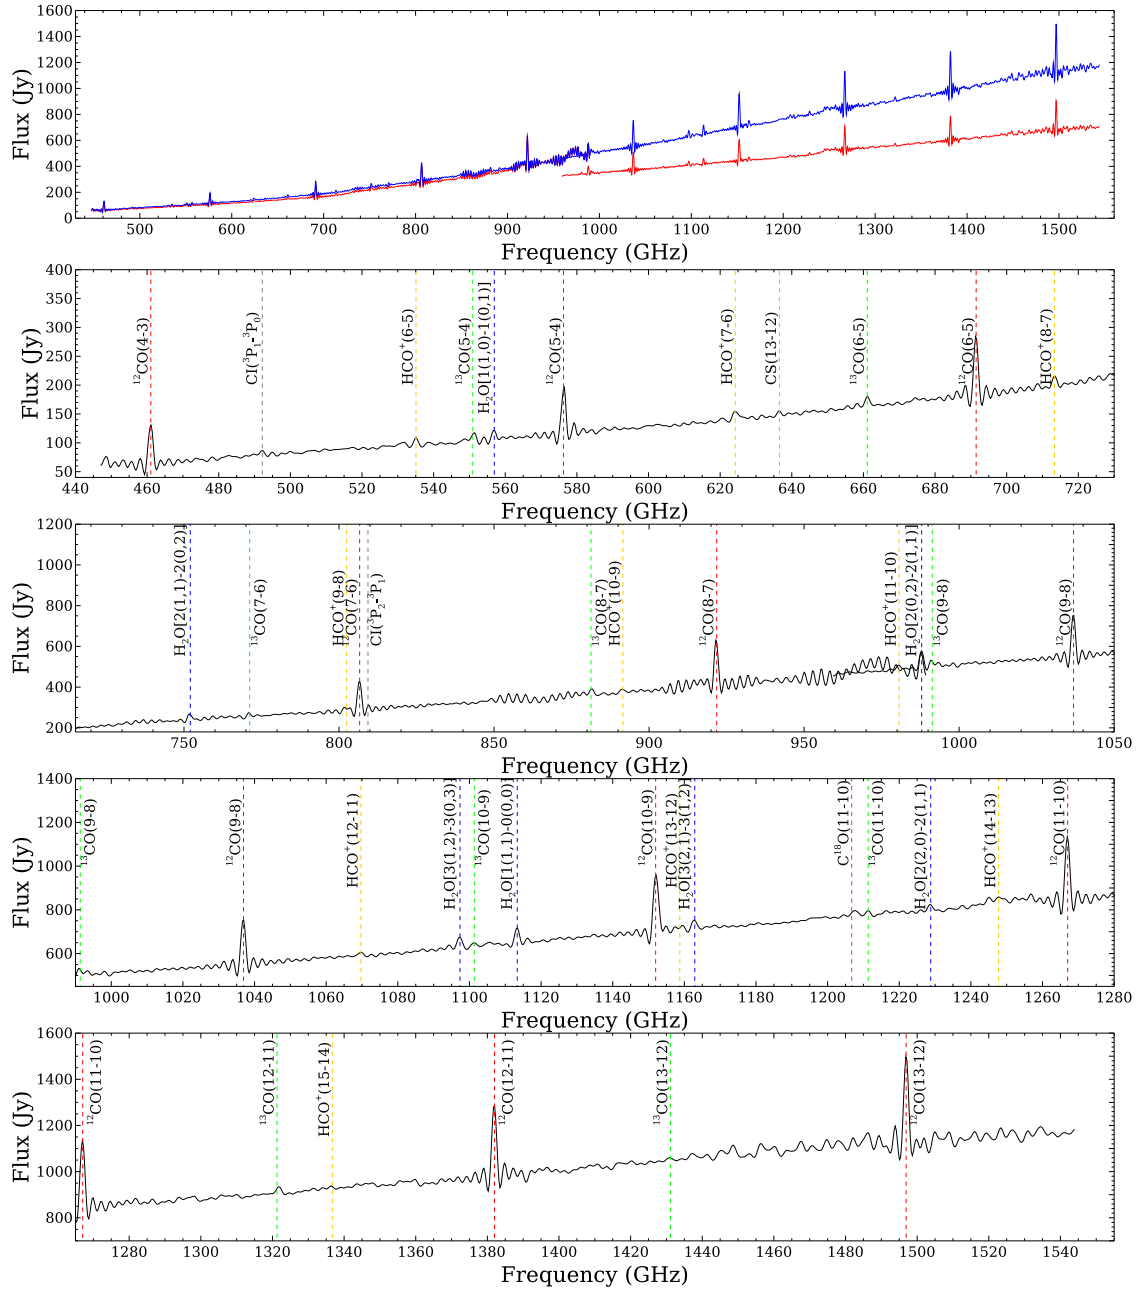 1600
1400
1200
1000
800
600
400
200
0
Flux (Jy)
500 600 700 800 900 1000 1100 1200 1300 1400 1500
Frequency (GHz)
400
350
300
250
200
150
100
50
Flux (Jy)
¹²CO(4-3)
CI(³P₁-³P₀)
HCO⁺(6-5)
¹³CO(5-4)
H₂O[1(1,0)-1(0,1)]
¹²CO(5-4)
HCO⁺(7-6)
CS(13-12)
¹³CO(6-5)
¹²CO(6-5)
HCO⁺(8-7)
440 460 480 500 520 540 560 580 600 620 640 660 680 700 720
Frequency (GHz)
1200
1000
800
600
400
200
Flux (Jy)
H₂O[2(1,1)-2(0,2)]
¹³CO(7-6)
HCO⁺(9-8)
¹²CO(7-6)
CI(³P₂-³P₁)
¹³CO(8-7)
HCO⁺(10-9)
¹²CO(8-7)
HCO⁺(11-10)
H₂O[2(0,2)-2(1,1)]
¹³CO(9-8)
¹²CO(9-8)
750 800 850 900 950 1000 1050
Frequency (GHz)
1400
1200
1000
800
600
Flux (Jy)
¹³CO(9-8)
¹²CO(9-8)
HCO⁺(12-11)
H₂O[3(1,2)-3(0,3)]
¹³CO(10-9)
H₂O[1(1,1)-0(0,0)]
¹²CO(10-9)
HCO⁺(13-12)
H₂O[3(2,1)-3(1,2)]
C¹⁸O(11-10)
¹³CO(11-10)
H₂O[2(2,0)-2(1,1)
HCO⁺(14-13)
¹²CO(11-10)
1000 1020 1040 1060 1080 1100 1120 1140 1160 1180 1200 1220 1240 1260 1280
Frequency (GHz)
1600
1400
1200
1000
800
Flux (Jy)
¹²CO(11-10)
¹³CO(12-11)
HCO⁺(15-14)
¹²CO(12-11)
¹³CO(13-12)
¹²CO(13-12)
1280 1300 1320 1340 1360 1380 1400 1420 1440 1460 1480 1500 1520 1540
Frequency (GHz)